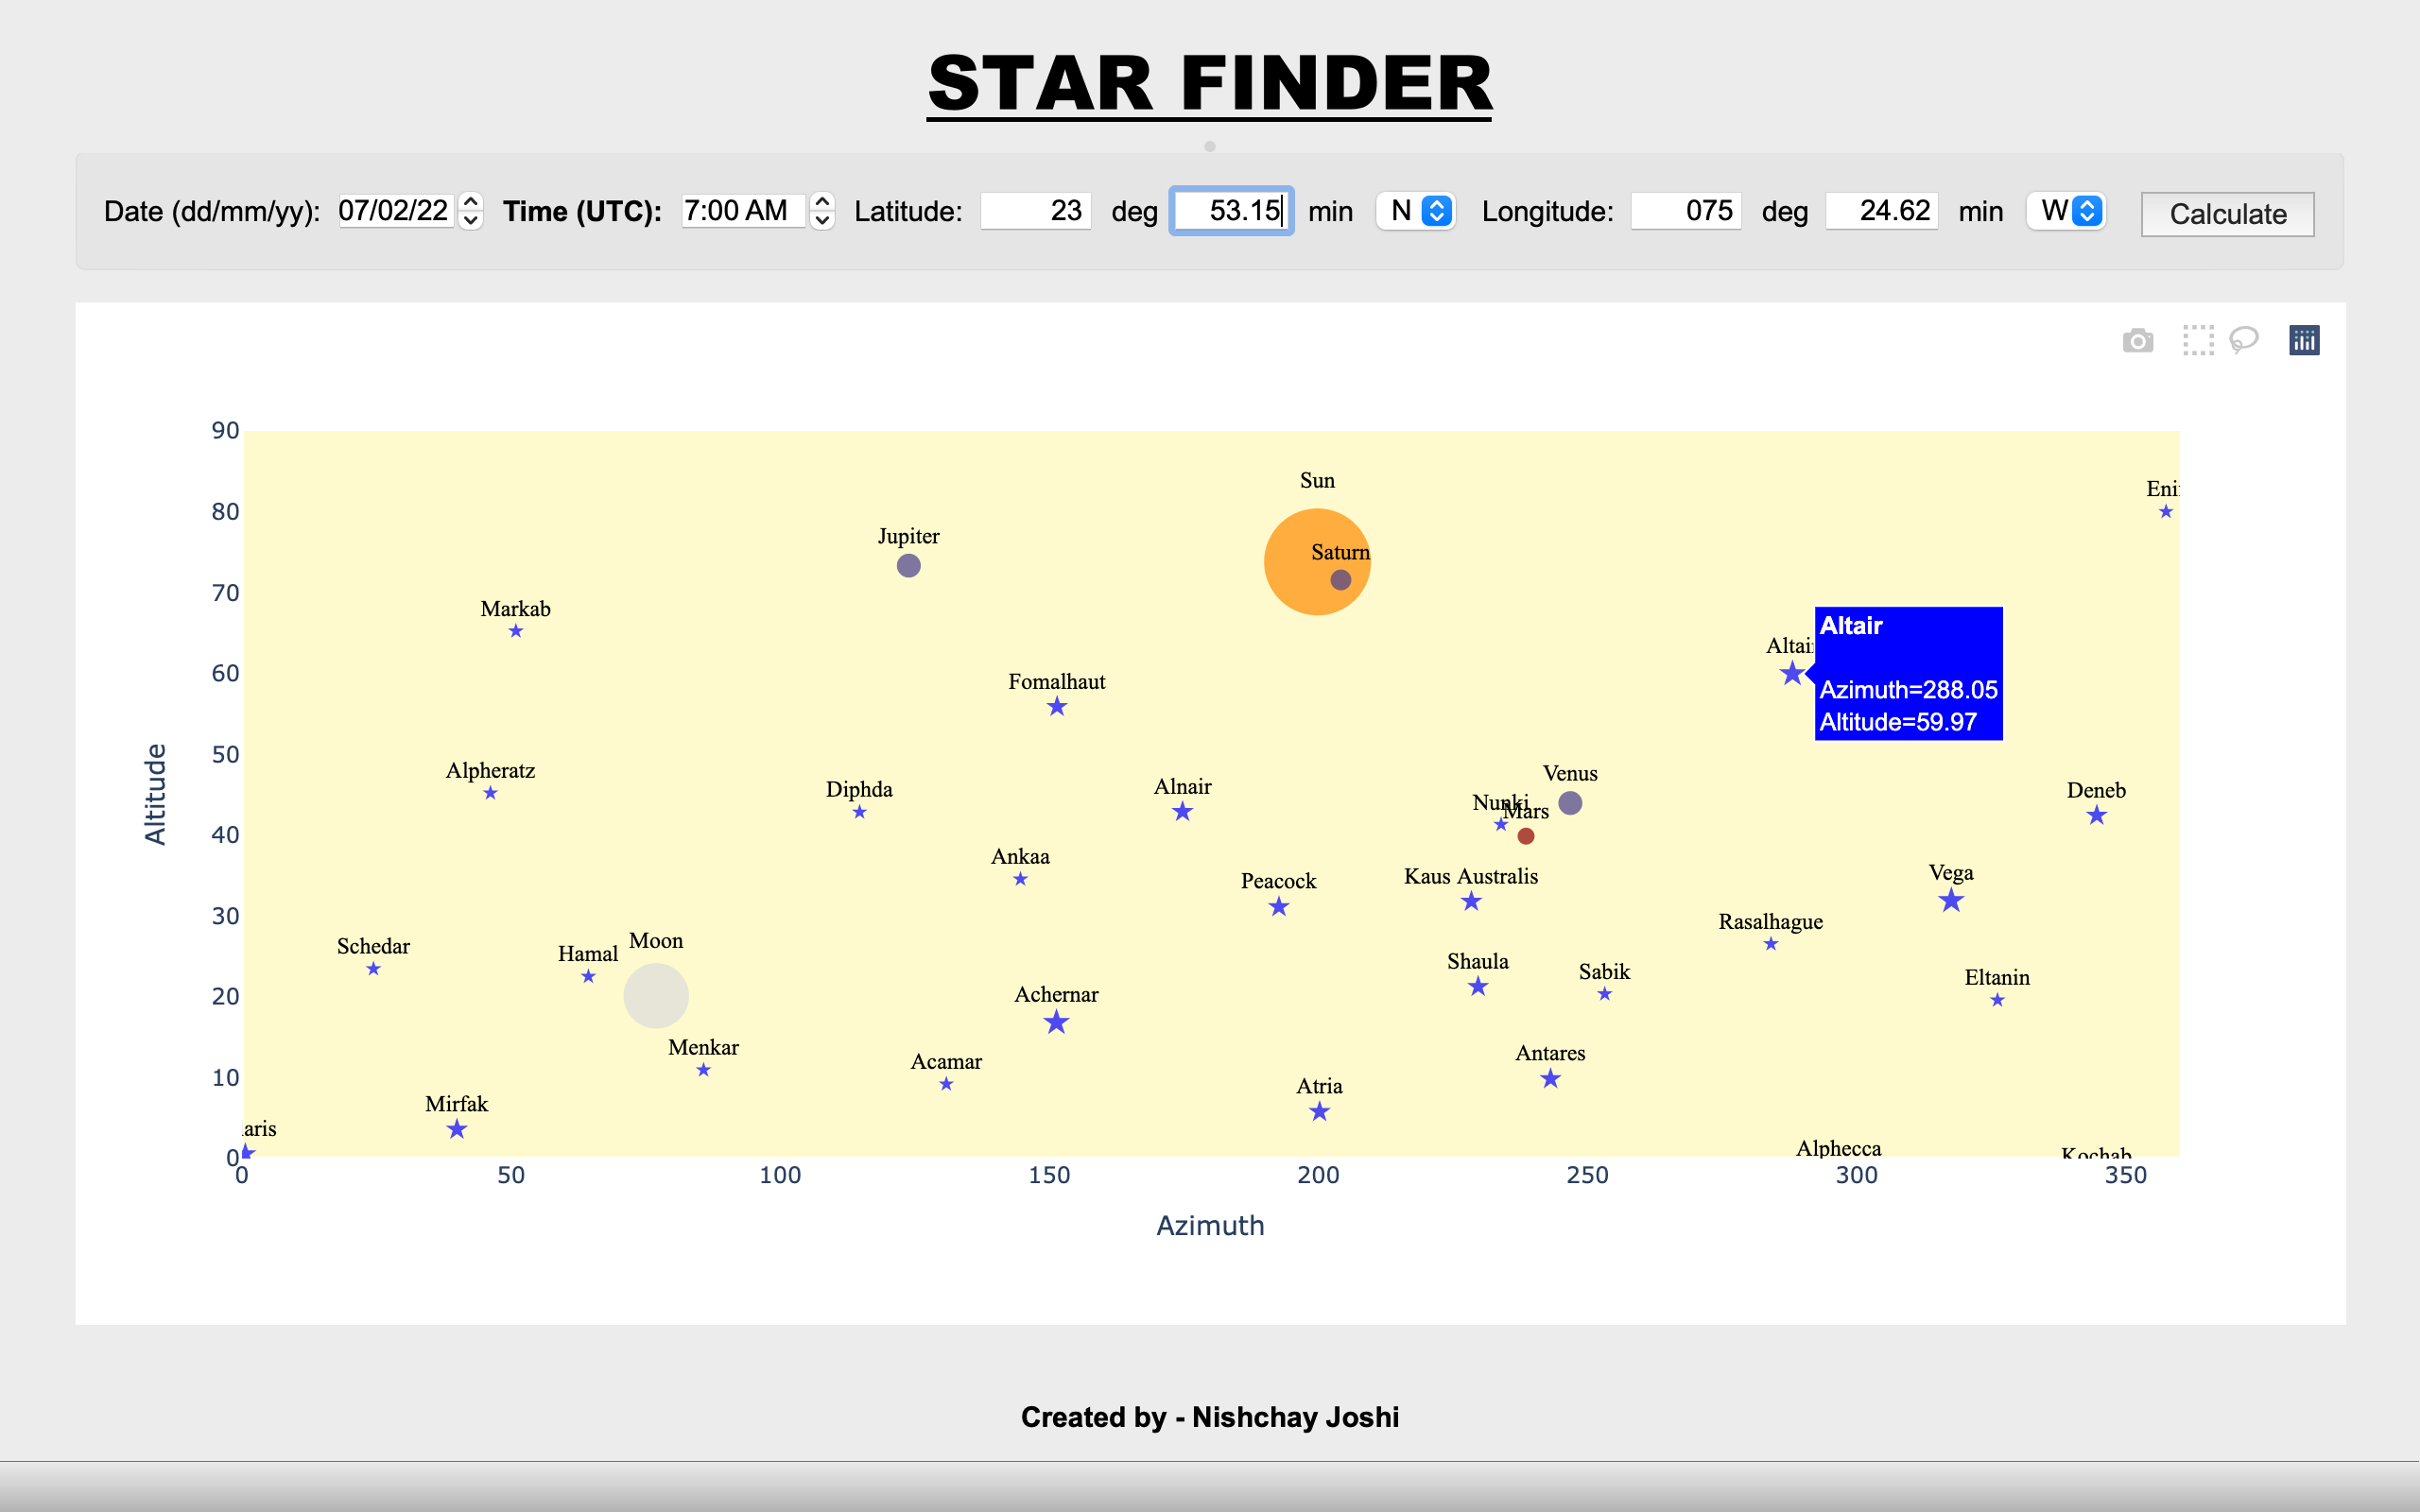 STAR FINDER
Date (dd/mm/yy): 07/02/22 Time (UTC): 7:00 AM Latitude: 23 deg 53.15 min N Longitude: 075 deg 24.62 min W Calculate
90
80
70
60
50
40
30
20
10
0
Altitude
Sun
Eni
Jupiter
Saturn
Markab
Altair
Altair
Azimuth=288.05
Altitude=59.97
Fomalhaut
Alpheratz
Venus
Diphda
Alnair
Deneb
Nunki
Mars
Ankaa
Peacock
Kaus Australis
Vega
Rasalhague
Schedar
Hamal
Moon
Shaula
Sabik
Eltanin
Achernar
Menkar
Acamar
Antares
Atria
Mirfak
aris
Alphecca
Kochab
0 50 100 150 200 250 300 350
Azimuth
Created by - Nishchay Joshi